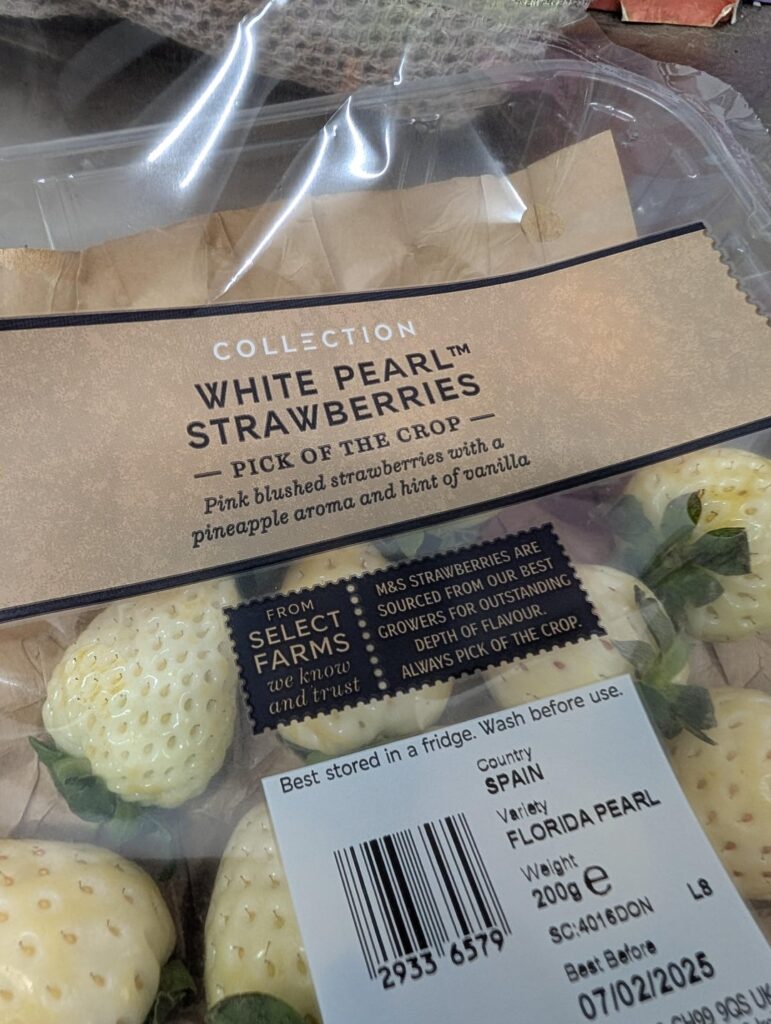 COLLECTION
WHITE PEARL™
STRAWBERRIES
— PICK OF THE CROP —
Pink blushed strawberries with a
pineapple aroma and hint of vanilla
FROM
SELECT
FARMS
we know
and trust
M&S STRAWBERRIES ARE
SOURCED FROM OUR BEST
GROWERS FOR OUTSTANDING
DEPTH OF FLAVOUR.
ALWAYS PICK OF THE CROP.
Best stored in a fridge. Wash before use.
Country
SPAIN
Variety
FLORIDA PEARL
Weight
200g e
SC:4016DON L8
Best Before
07/02/2025
2933 6579
CH99 9QS UK